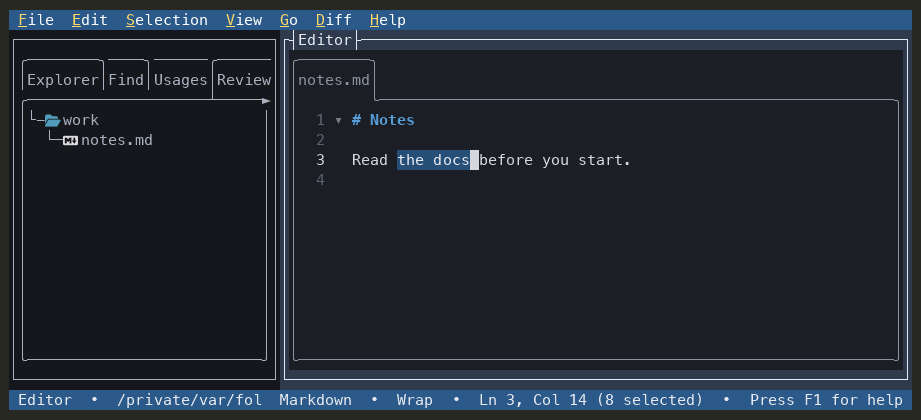 File Edit Selection View Go Diff Help
Editor
Explorer Find Usages Review
notes.md
work
notes.md
1 # Notes
2
3 Read the docs before you start.
4
Editor • /private/var/fol Markdown • Wrap • Ln 3, Col 14 (8 selected) • Press F1 for help